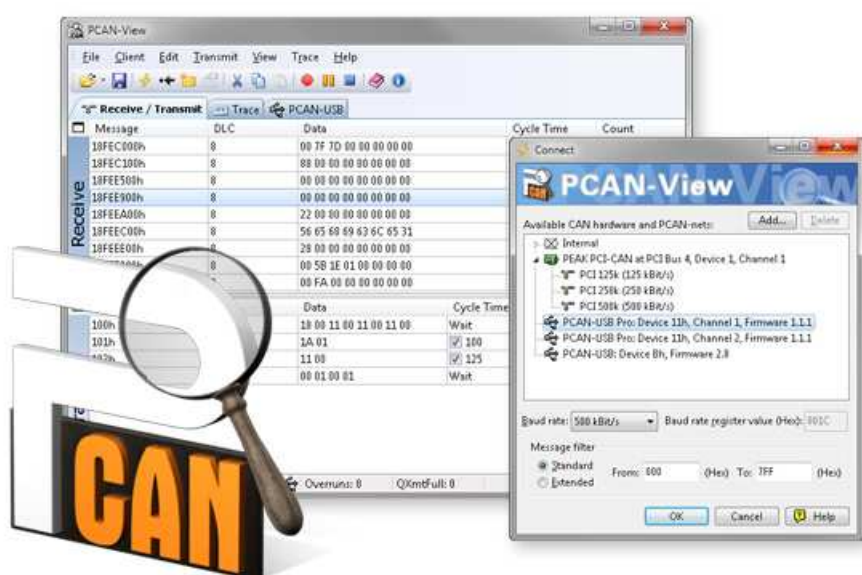 PCAN-View
File Client Edit Transmit View Trace Help
Receive / Transmit Trace PCAN-USB
Message DLC Data Cycle Time Count
18FEC000h 8 00 7F 7D 00 00 00 00 00
18FEC100h 8 88 00 00 00 00 00 00 00
18FEE500h 8 00 00 00 00 00 00 00 00
18FEE900h 8 00 00 00 00 00 00 00 00
18FEEA00h 8 22 00 00 00 00 00 00 00
18FEEC00h 8 56 65 68 69 63 6C 65 31
18FEEE00h 8 28 00 00 00 00 00 00 00
00 5B 1E 01 00 00 00 00
00 FA 00 00 00 00 00 00
Receive
Data Cycle Time
100h 10 00 11 00 11 00 11 00 Wait
101h 1A 01 100
102h 11 00 125
00 01 00 01 Wait
Overruns: 0 QXmtFull: 0
CAN
Connect
PCAN-View
Available CAN hardware and PCAN-nets: Add... Delete
Internal
PEAK PCI-CAN at PCI Bus 4, Device 1, Channel 1
PCI 125k (125 kBit/s)
PCI 250k (250 kBit/s)
PCI 500k (500 kBit/s)
PCAN-USB Pro: Device 11h, Channel 1, Firmware 1.1.1
PCAN-USB Pro: Device 11h, Channel 2, Firmware 1.1.1
PCAN-USB: Device 8h, Firmware 2.8
Baud rate: 500 kBit/s Baud rate register value (Hex): 001C
Message filter
Standard From: 000 (Hex) To: 7FF (Hex)
Extended
OK Cancel Help